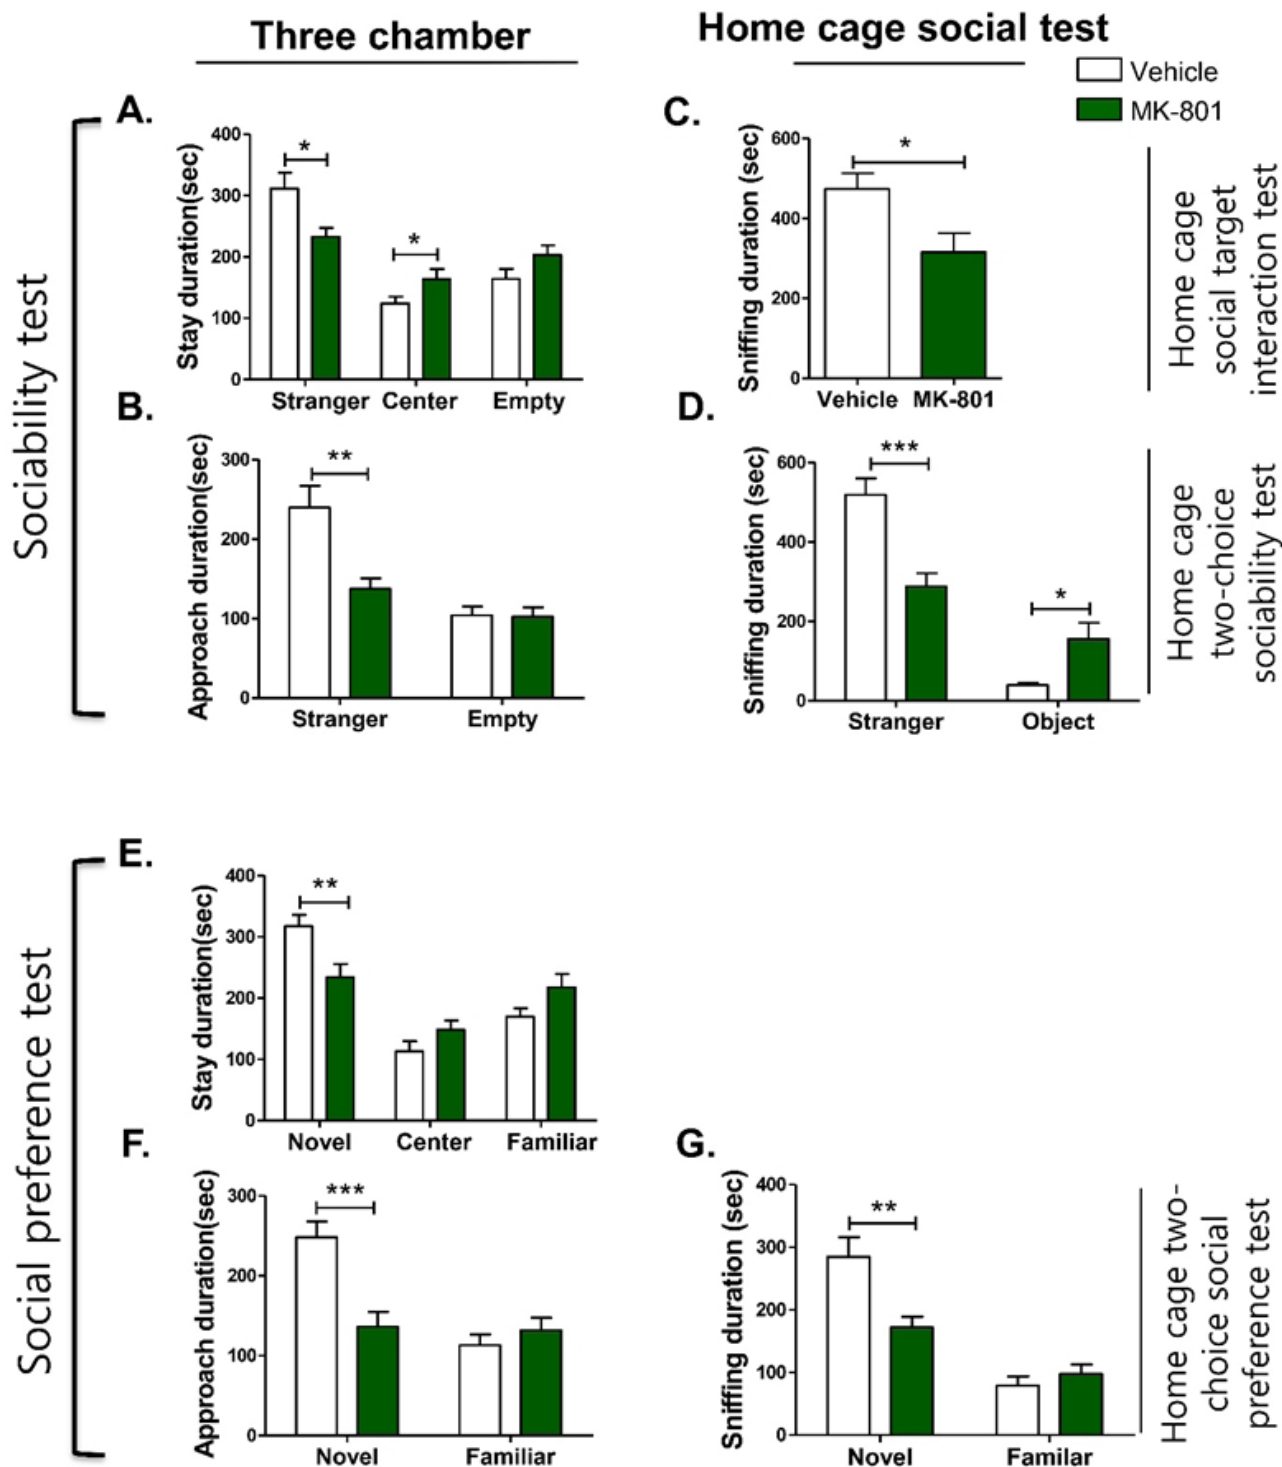 Three chamber
Home cage social test
Vehicle
MK-801
Sociability test
A.
Stay duration(sec)
400
300
200
100
0
*
*
Stranger Center Empty
B.
Approach duration(sec)
300
200
100
0
**
Stranger Empty
C.
Sniffing duration (sec)
600
400
200
0
*
Vehicle MK-801
Home cage
social target
interaction test
D.
Sniffing duration (sec)
600
400
200
0
***
*
Stranger Object
Home cage
two-choice
sociability test
Social preference test
E.
Stay duration(sec)
400
300
200
100
0
**
Novel Center Familiar
F.
Approach duration(sec)
300
200
100
0
***
Novel Familiar
G.
Sniffing duration (sec)
400
300
200
100
0
**
Novel Familar
Home cage two-
choice social
preference test